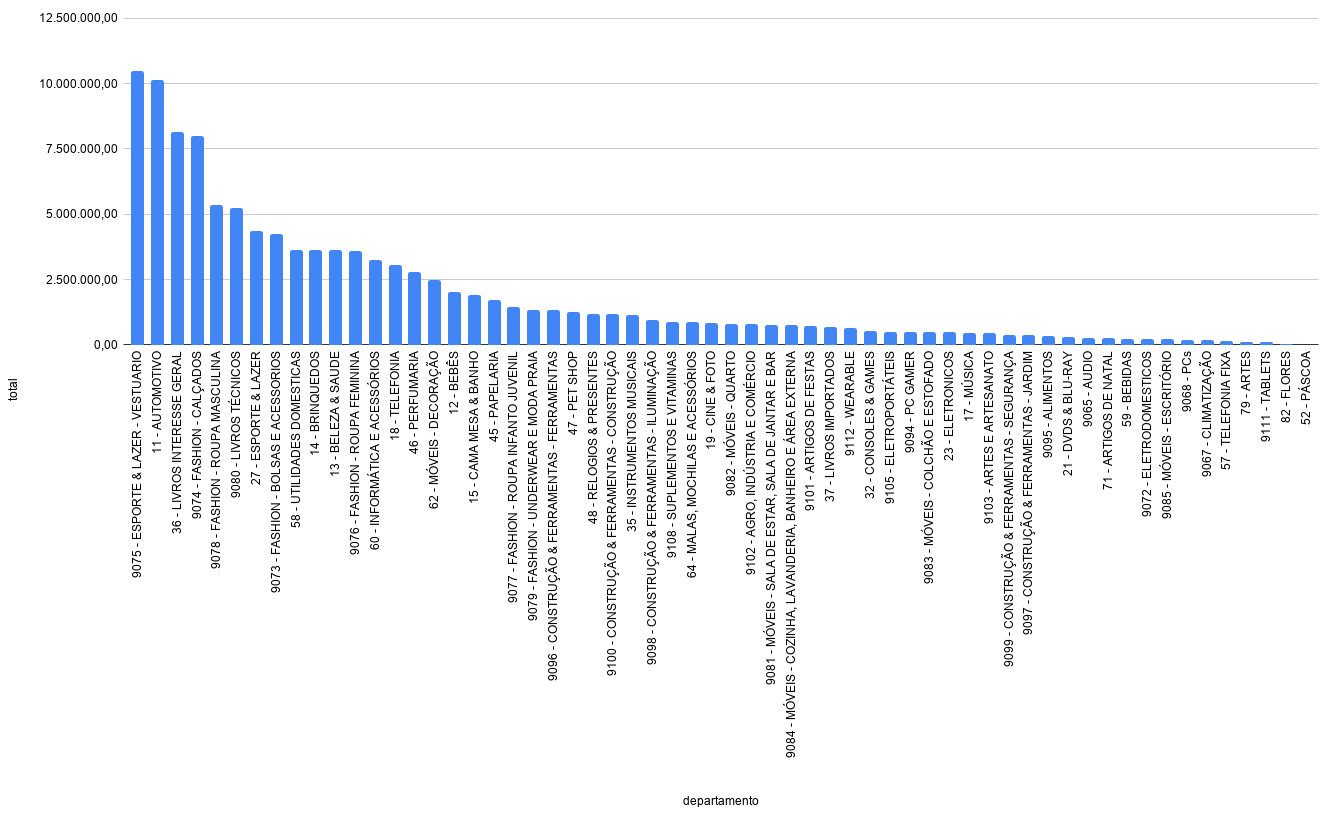 12.500.000,00
10.000.000,00
7.500.000,00
5.000.000,00
2.500.000,00
0,00
total
9075 - ESPORTE & LAZER - VESTUARIO
11 - AUTOMOTIVO
36 - LIVROS INTERESSE GERAL
9074 - FASHION - CALÇADOS
9078 - FASHION - ROUPA MASCULINA
9080 - LIVROS TÉCNICOS
27 - ESPORTE & LAZER
9073 - FASHION - BOLSAS E ACESSORIOS
58 - UTILIDADES DOMESTICAS
14 - BRINQUEDOS
13 - BELEZA & SAUDE
9076 - FASHION - ROUPA FEMININA
60 - INFORMÁTICA E ACESSÓRIOS
18 - TELEFONIA
46 - PERFUMARIA
62 - MÓVEIS - DECORAÇÃO
12 - BEBÊS
15 - CAMA MESA & BANHO
45 - PAPELARIA
9077 - FASHION - ROUPA INFANTO JUVENIL
9079 - FASHION - UNDERWEAR E MODA PRAIA
9096 - CONSTRUÇÃO & FERRAMENTAS - FERRAMENTAS
47 - PET SHOP
48 - RELOGIOS & PRESENTES
9100 - CONSTRUÇÃO & FERRAMENTAS - CONSTRUÇÃO
35 - INSTRUMENTOS MUSICAIS
9098 - CONSTRUÇÃO & FERRAMENTAS - ILUMINAÇÃO
9108 - SUPLEMENTOS E VITAMINAS
64 - MALAS, MOCHILAS E ACESSÓRIOS
19 - CINE & FOTO
9082 - MÓVEIS - QUARTO
9102 - AGRO, INDÚSTRIA E COMÉRCIO
9081 - MÓVEIS - SALA DE ESTAR, SALA DE JANTAR E BAR
9084 - MÓVEIS - COZINHA, LAVANDERIA, BANHEIRO E ÁREA EXTERNA
9101 - ARTIGOS DE FESTAS
37 - LIVROS IMPORTADOS
9112 - WEARABLE
32 - CONSOLES & GAMES
9105 - ELETROPORTÁTEIS
9094 - PC GAMER
9083 - MÓVEIS - COLCHÃO E ESTOFADO
23 - ELETRONICOS
17 - MÚSICA
9103 - ARTES E ARTESANATO
9099 - CONSTRUÇÃO & FERRAMENTAS - SEGURANÇA
9097 - CONSTRUÇÃO & FERRAMENTAS - JARDIM
9095 - ALIMENTOS
21 - DVDS & BLU-RAY
9065 - AUDIO
71 - ARTIGOS DE NATAL
59 - BEBIDAS
9072 - ELETRODOMESTICOS
9085 - MÓVEIS - ESCRITÓRIO
9068 - PCs
9067 - CLIMATIZAÇÃO
57 - TELEFONIA FIXA
79 - ARTES
9111 - TABLETS
82 - FLORES
52 - PÁSCOA
departamento